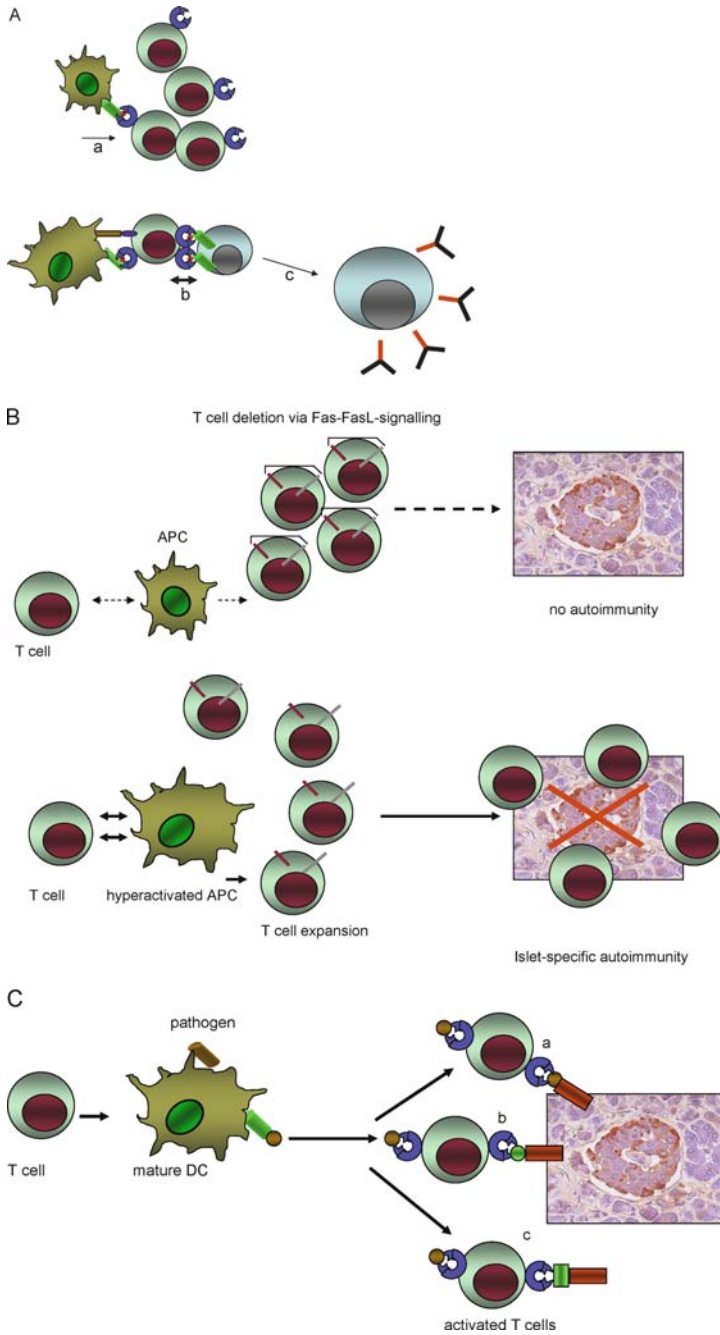 A
a
b
c
B
T cell deletion via Fas-FasL-signalling
APC
T cell
no autoimmunity
T cell
hyperactivated APC
T cell expansion
Islet-specific autoimmunity
C
pathogen
T cell
mature DC
a
b
c
activated T cells